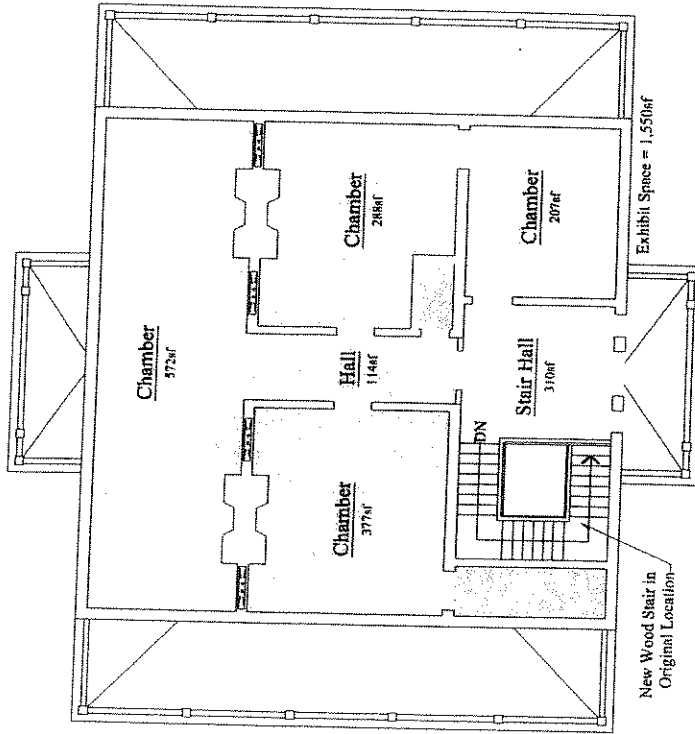 Chamber
572sf
Chamber
288sf
Hall
114sf
Chamber
377sf
Chamber
207sf
Stair Hall
310sf
DN
Exhibit Space = 1,550sf
New Wood Stair in
Original Location